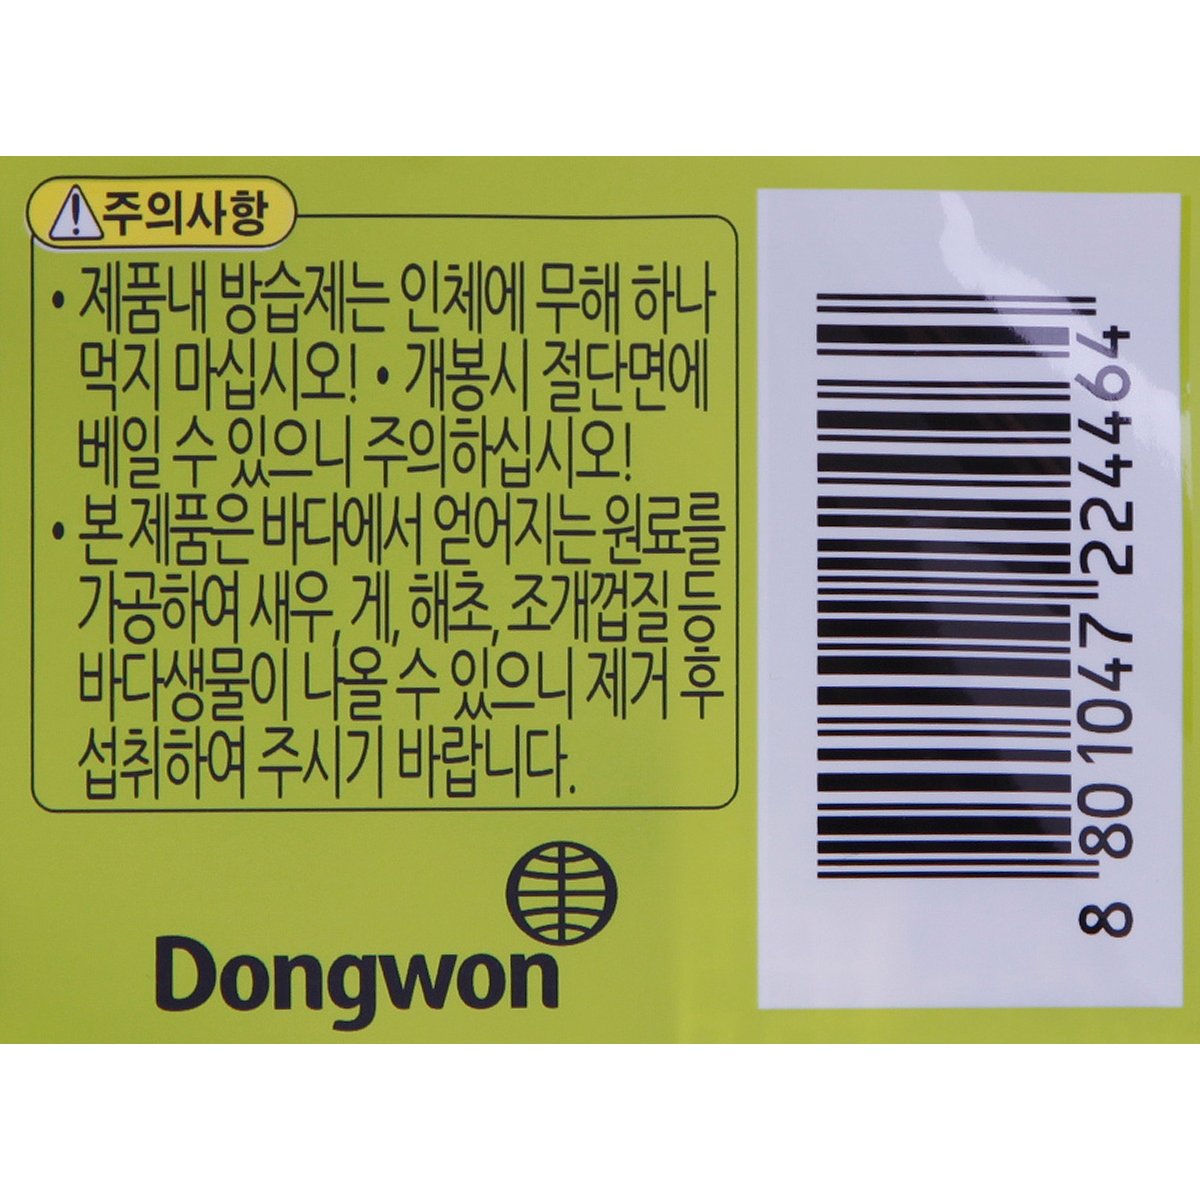 주의사항
• 제품내 방습제는 인체에 무해 하나
먹지 마십시오! • 개봉시 절단면에
베일 수 있으니 주의하십시오!
• 본 제품은 바다에서 얻어지는 원료를
가공하여 새우, 게, 해초, 조개껍질 등
바다생물이 나올 수 있으니 제거 후
섭취하여 주시기 바랍니다.
Dongwon
8 801047 224464